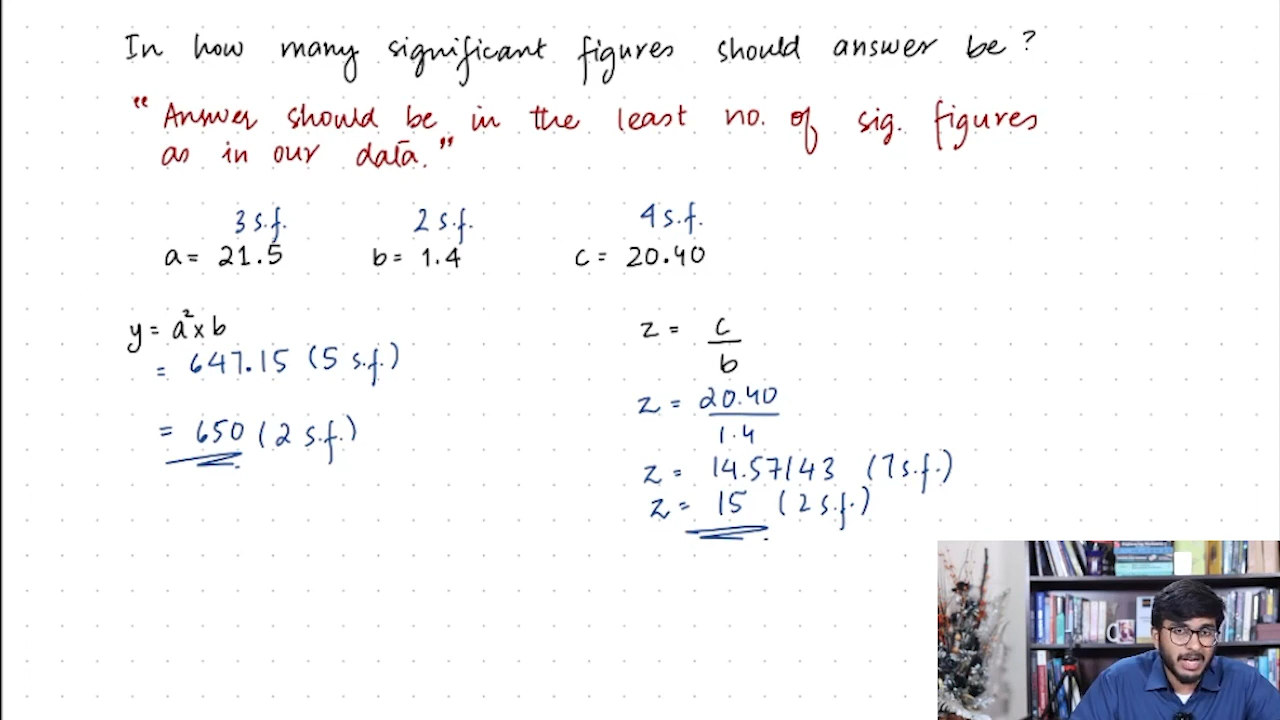 In how many significant figures should answer be?
"Answer should be in the least no. of sig. figures
as in our data."
3 s.f.
a = 21.5
2 s.f.
b = 1.4
4 s.f.
c = 20.40
y = a² x b
= 647.15 (5 s.f.)
= 650 (2 s.f.)
z = c/b
z = 20.40/1.4
z = 14.57143 (7 s.f.)
z = 15 (2 s.f.)